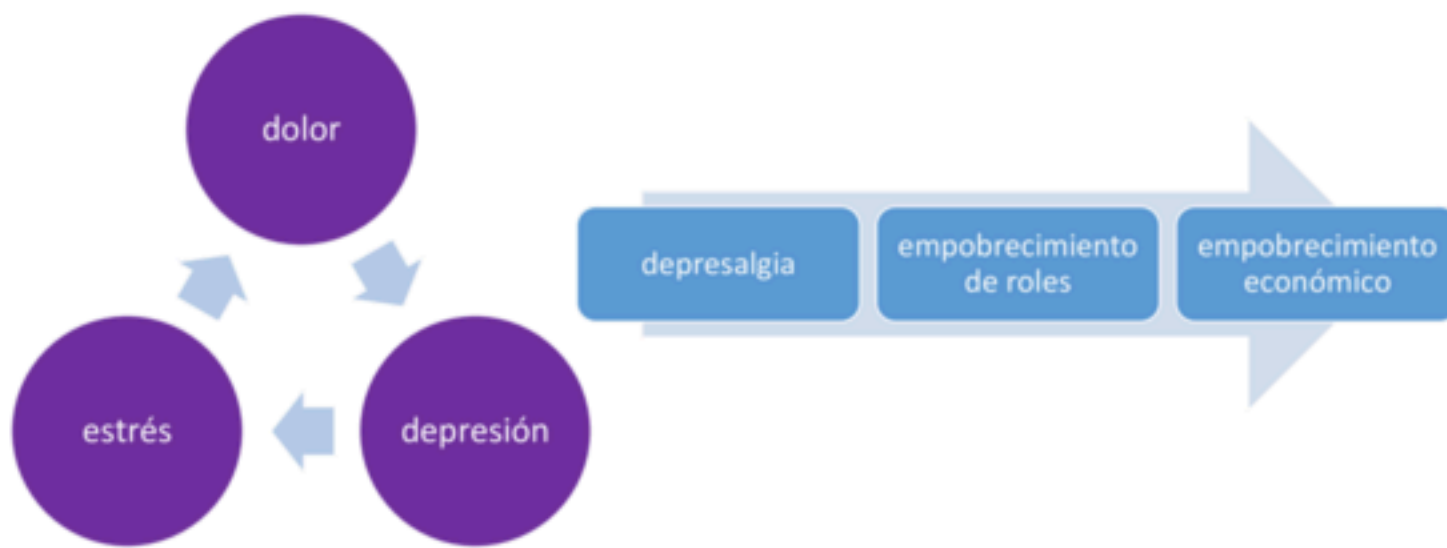 dolor
estrés
depresión
depresalgia
empobrecimiento
de roles
empobrecimiento
económico